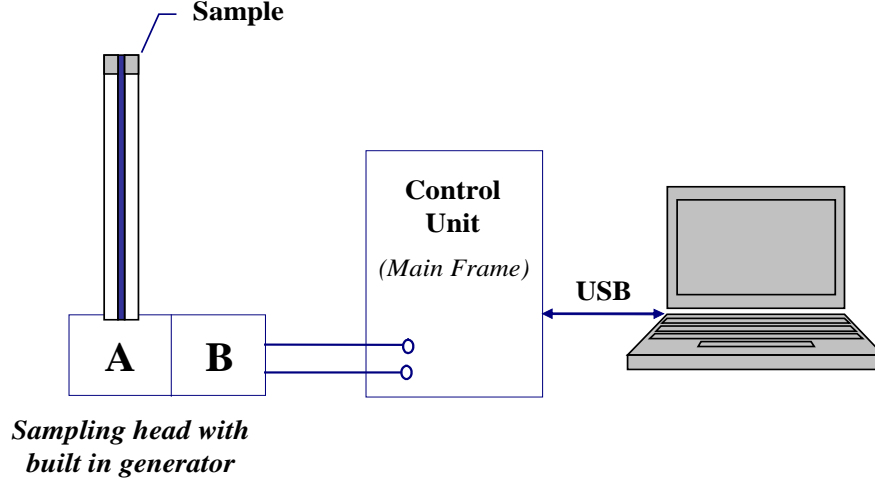 Sample
Control
Unit
(Main Frame)
USB
A
B
Sampling head with
built in generator